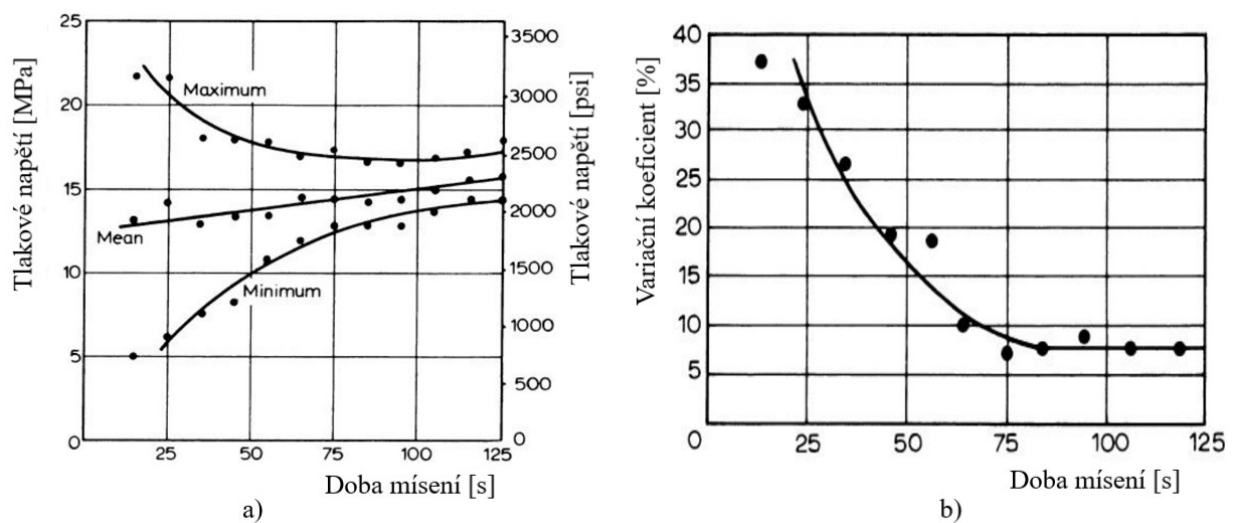 25
20
15
10
5
0
Tlakové napětí [MPa]
Maximum
Mean
Minimum
3500
3000
2500
2000
1500
1000
500
0
Tlakové napětí [psi]
25 50 75 100 125
Doba mísení [s]
a)
40
35
30
25
20
15
10
5
0
Variační koeficient [%]
25 50 75 100 125
Doba mísení [s]
b)